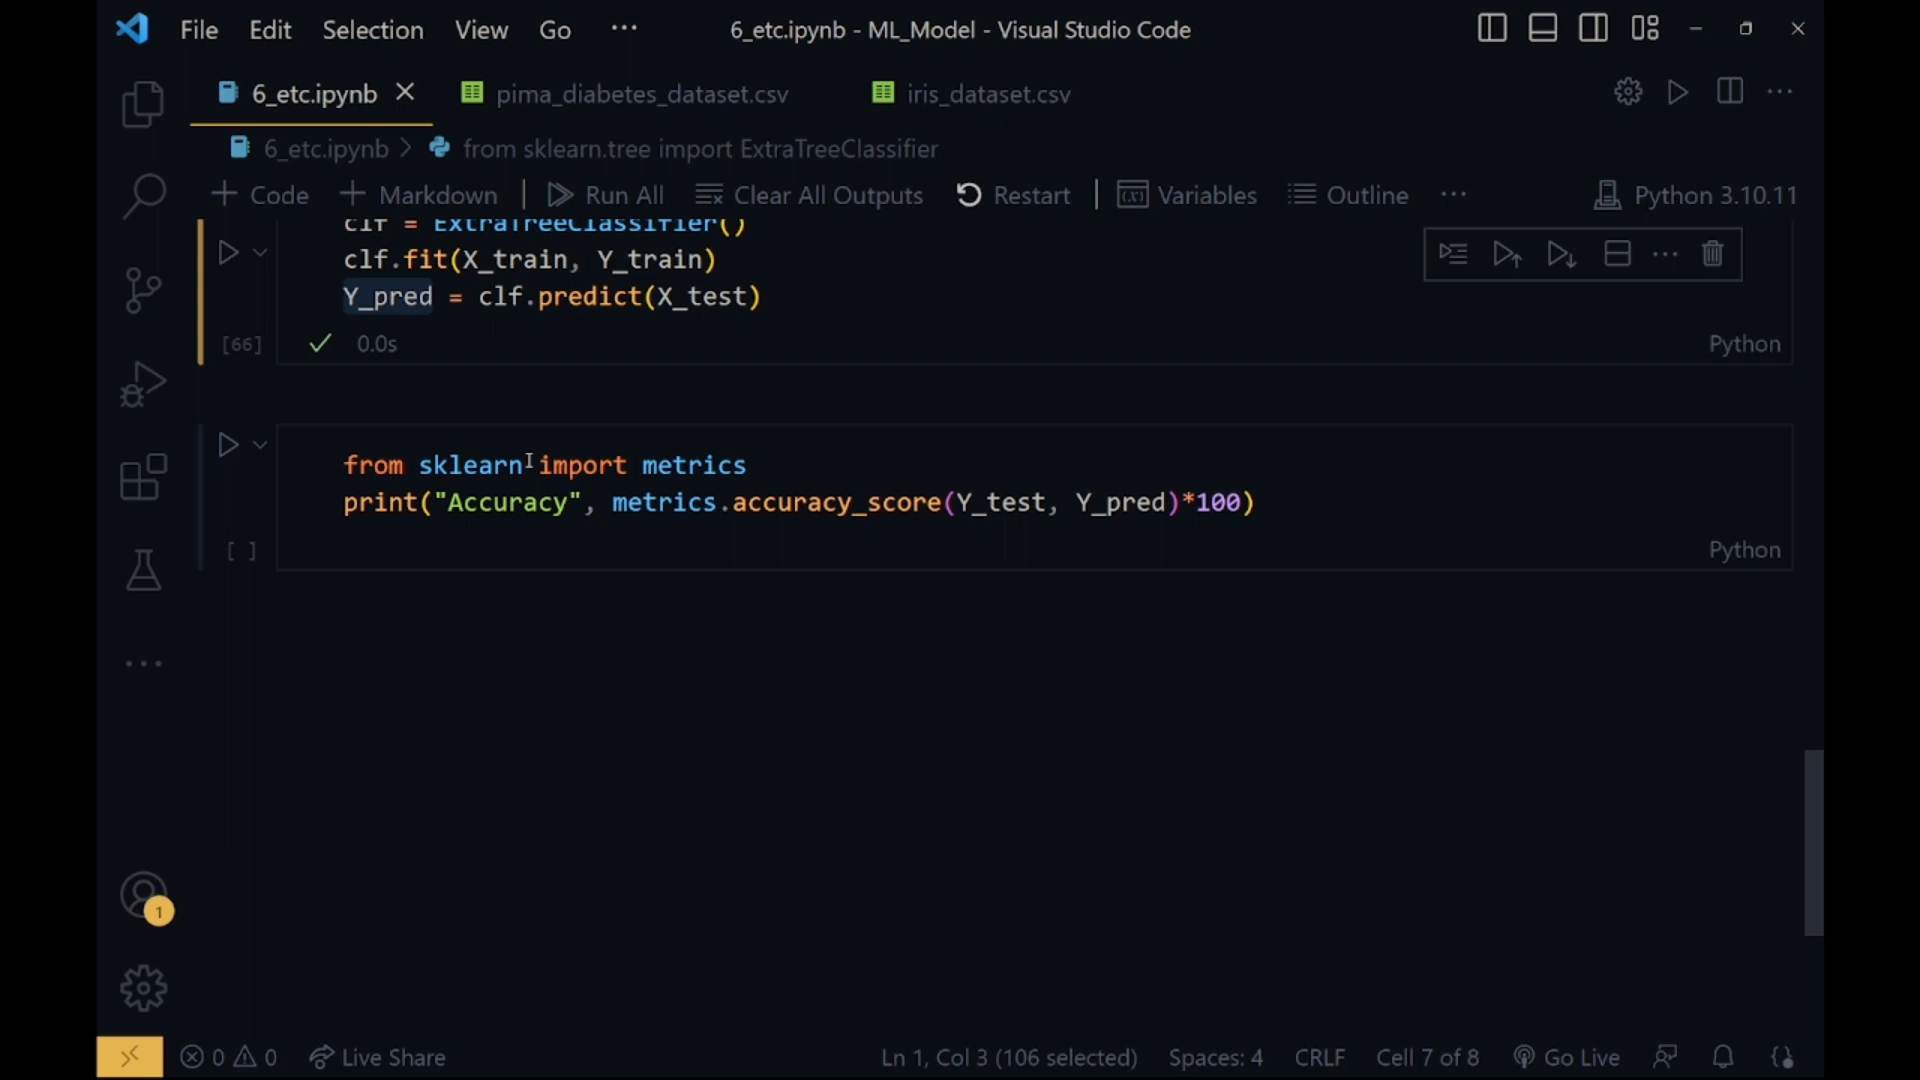 File Edit Selection View Go ··· 6_etc.ipynb - ML_Model - Visual Studio Code
6_etc.ipynb pima_diabetes_dataset.csv iris_dataset.csv
6_etc.ipynb > from sklearn.tree import ExtraTreeClassifier
+ Code + Markdown | Run All Clear All Outputs Restart | Variables Outline ··· Python 3.10.11
clf = ExtraTreeClassifier()
clf.fit(X_train, Y_train)
Y_pred = clf.predict(X_test)
[66] 0.0s Python
from sklearn import metrics
print("Accuracy", metrics.accuracy_score(Y_test, Y_pred)*100)
[ ] Python
1
0 0 Live Share Ln 1, Col 3 (106 selected) Spaces: 4 CRLF Cell 7 of 8 Go Live